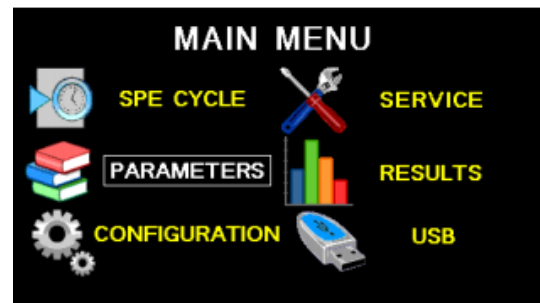 MAIN MENU
SPE CYCLE
SERVICE
PARAMETERS
RESULTS
CONFIGURATION
USB